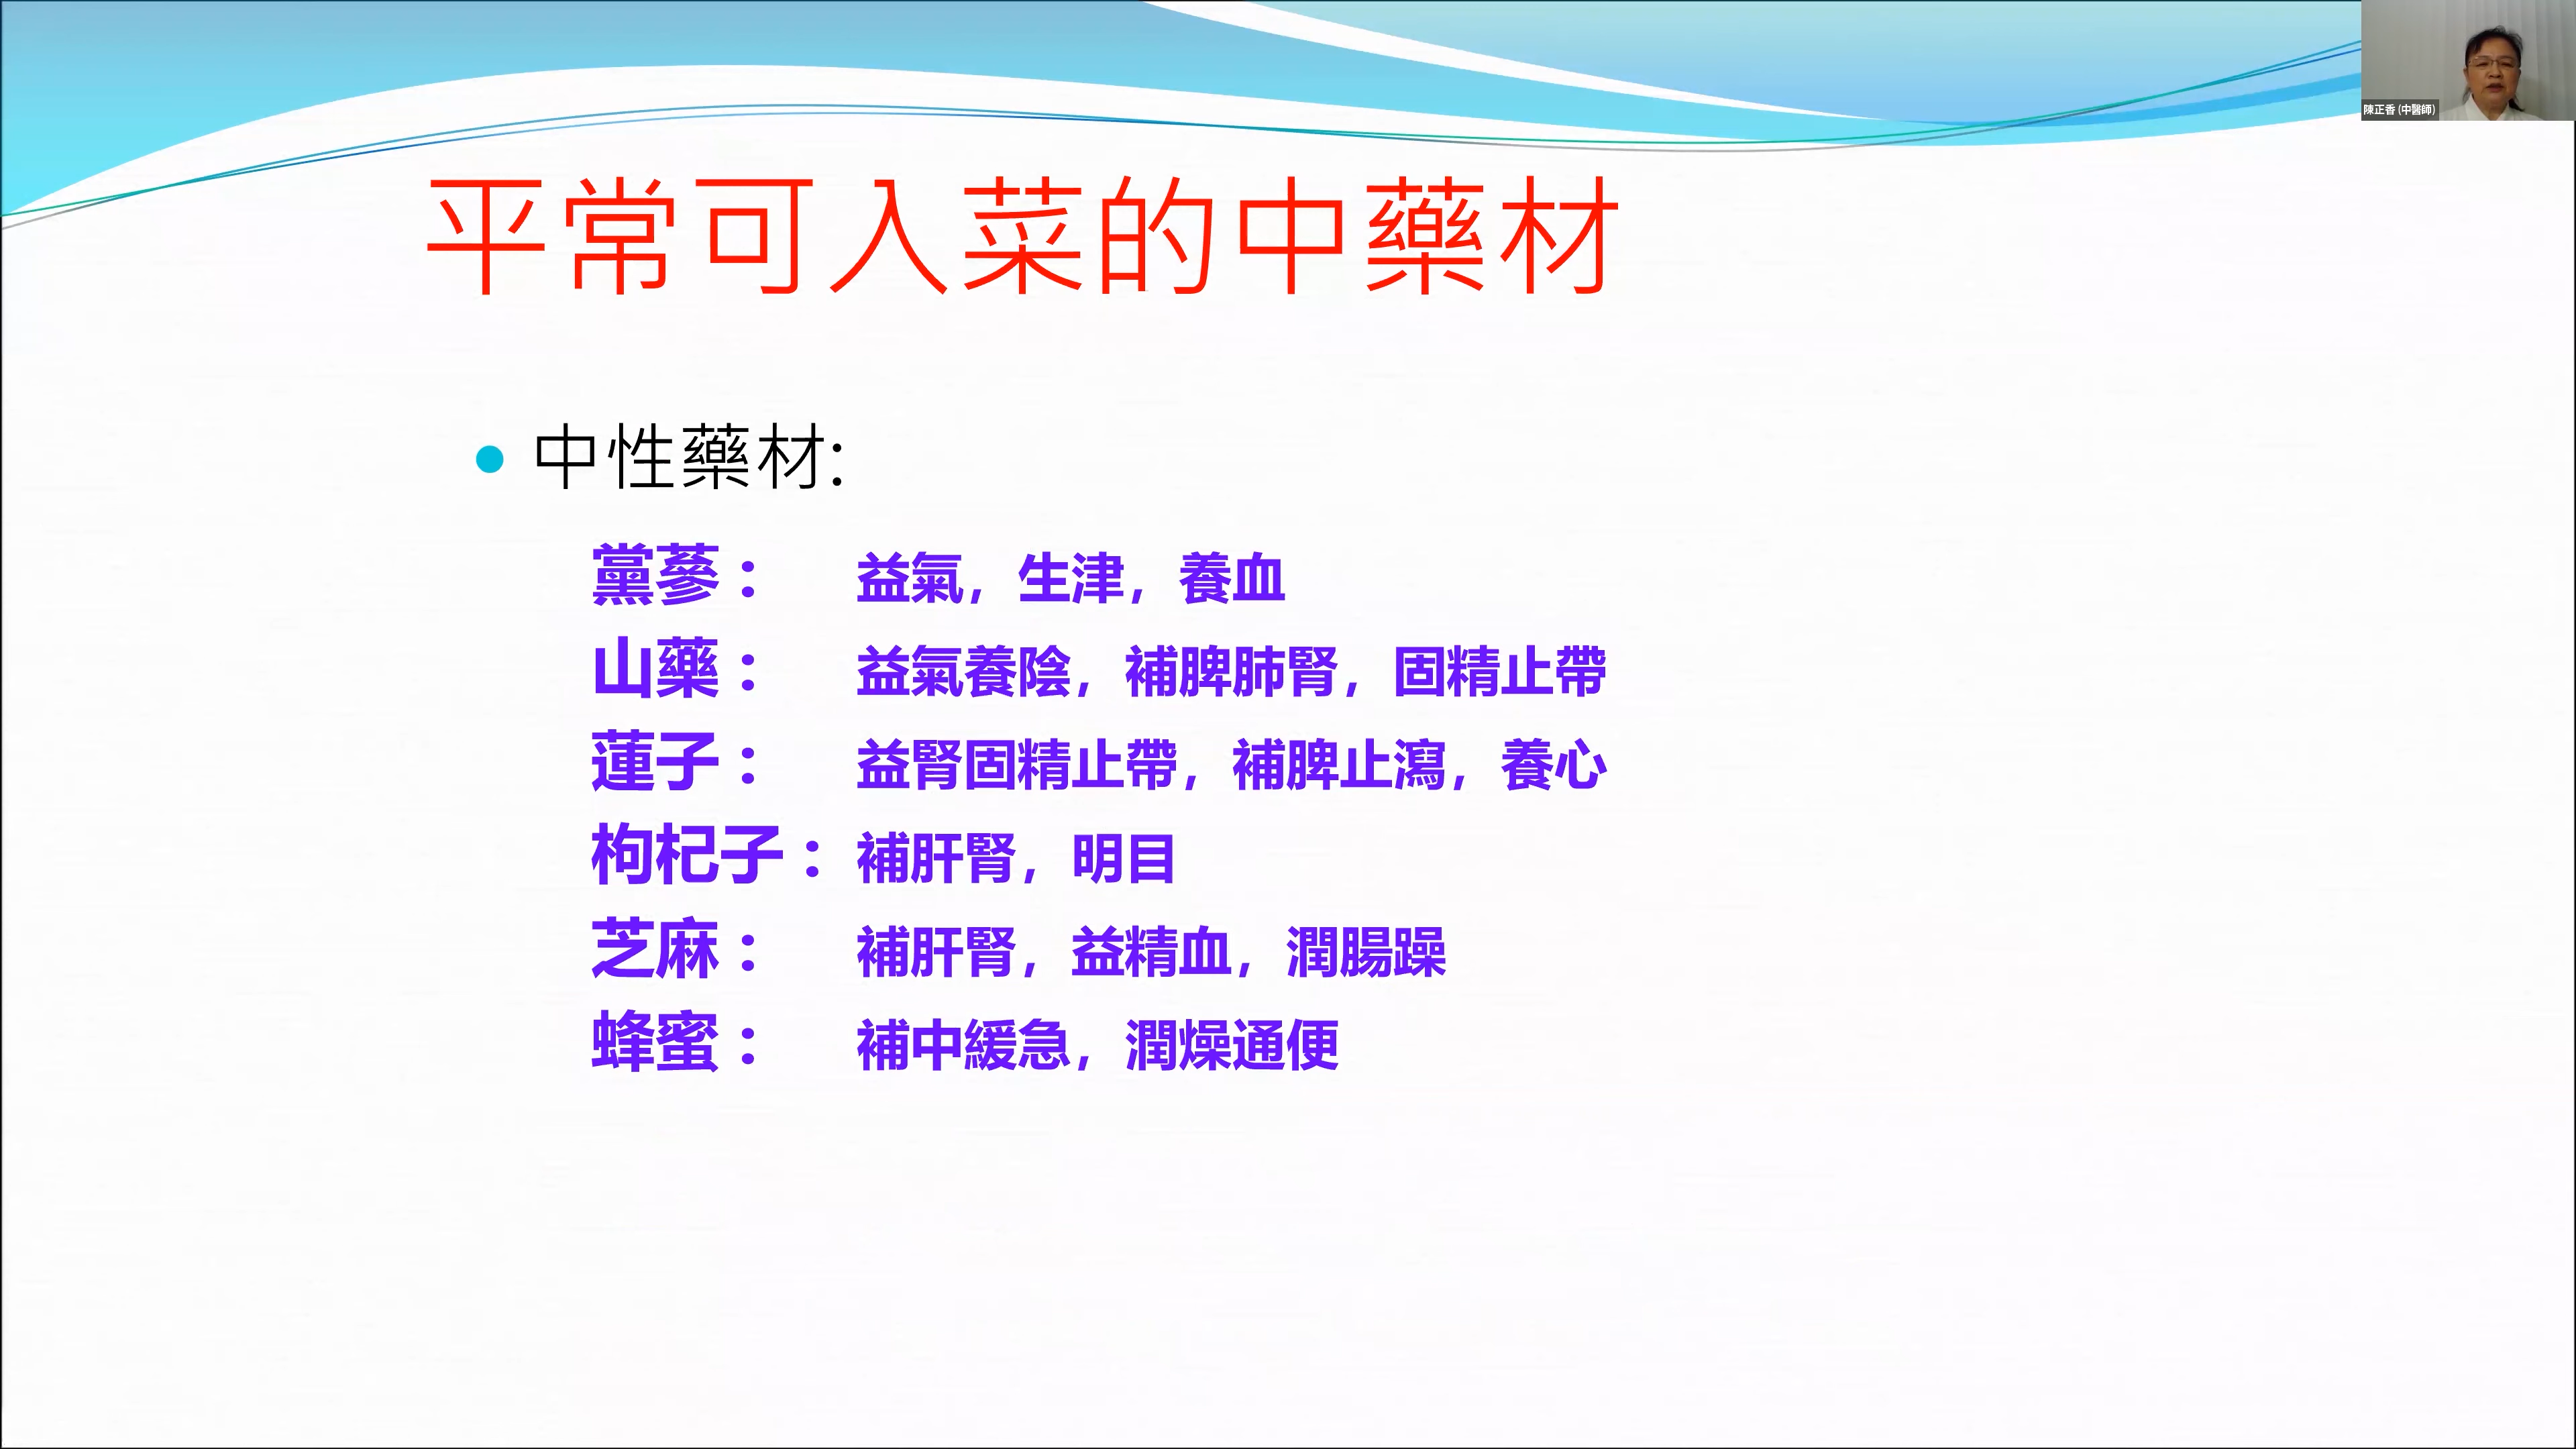 陳正香 (中醫師)
平常可入菜的中藥材
• 中性藥材:
黨蔘： 益氣，生津，養血
山藥： 益氣養陰，補脾肺腎，固精止帶
蓮子： 益腎固精止帶，補脾止瀉，養心
枸杞子：補肝腎，明目
芝麻： 補肝腎，益精血，潤腸躁
蜂蜜： 補中緩急，潤燥通便